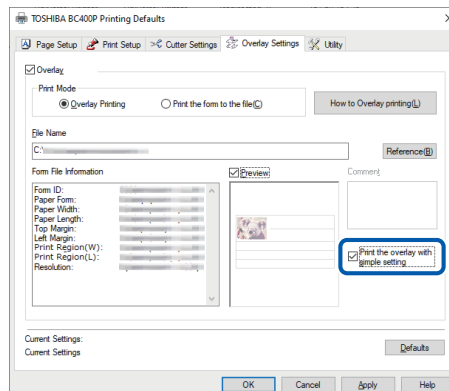 TOSHIBA BC400P Printing Defaults
Page Setup Print Setup Cutter Settings Overlay Settings Utility
Overlay
Print Mode
Overlay Printing Print the form to the file(C) How to Overlay printing(L)
File Name
C:\
Reference(B)
Form File Information Preview Comment
Form ID:
Paper Form:
Paper Width:
Paper Length:
Top Margin:
Left Margin:
Print Region(W):
Print Region(L):
Resolution:
Print the overlay with
simple setting
Current Settings:
Current Settings
Defaults
OK Cancel Apply Help